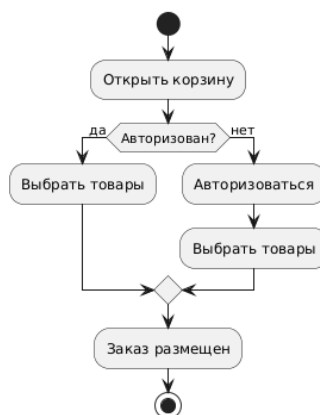 Открыть корзину
Авторизован?
да
нет
Выбрать товары
Авторизоваться
Выбрать товары
Заказ размещен